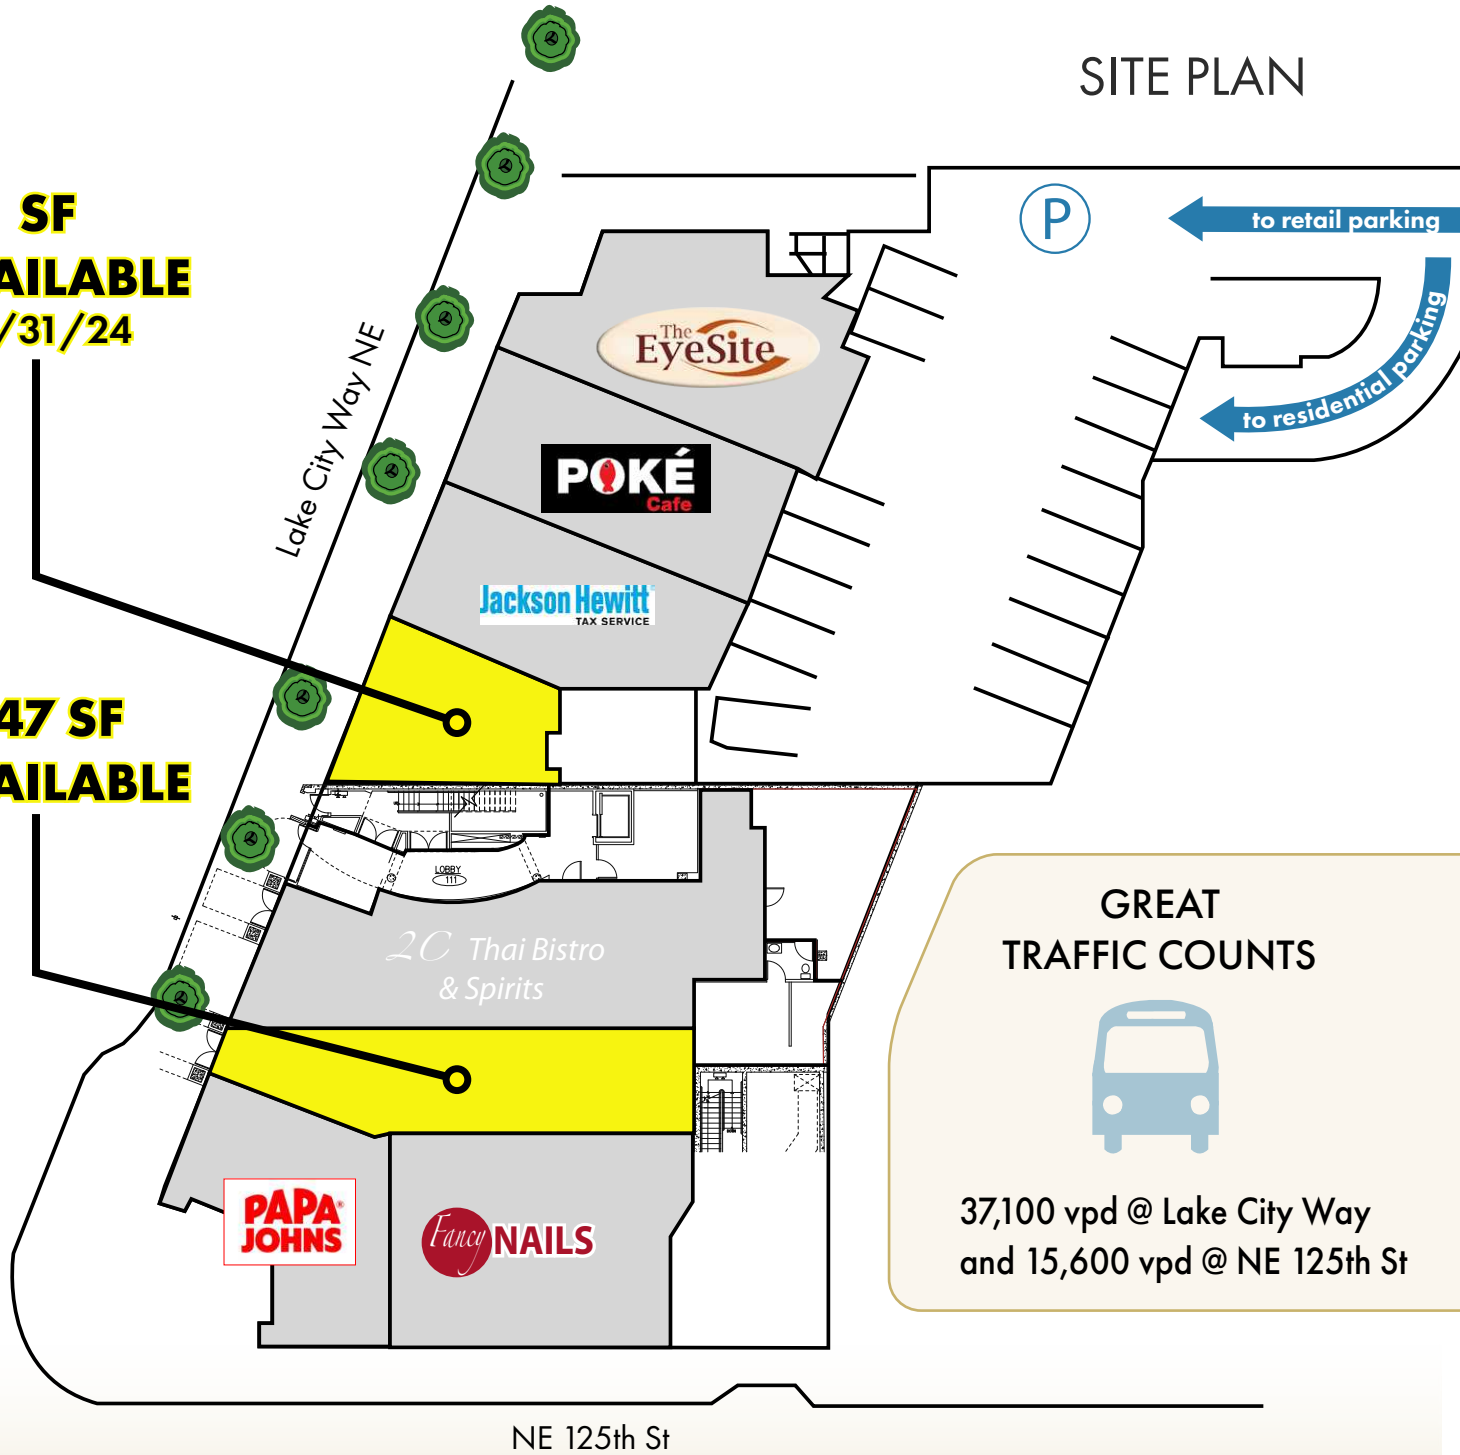 SITE PLAN
SF
AILABLE
/31/24
P
to retail parking
to residential parking
Lake City Way NE
The
EyeSite
POKÉ
Cafe
Jackson Hewitt
TAX SERVICE
47 SF
AILABLE
LOBBY
111
2C Thai Bistro
& Spirits
GREAT
TRAFFIC COUNTS
37,100 vpd @ Lake City Way
and 15,600 vpd @ NE 125th St
PAPA
JOHNS
Fancy NAILS
NE 125th St